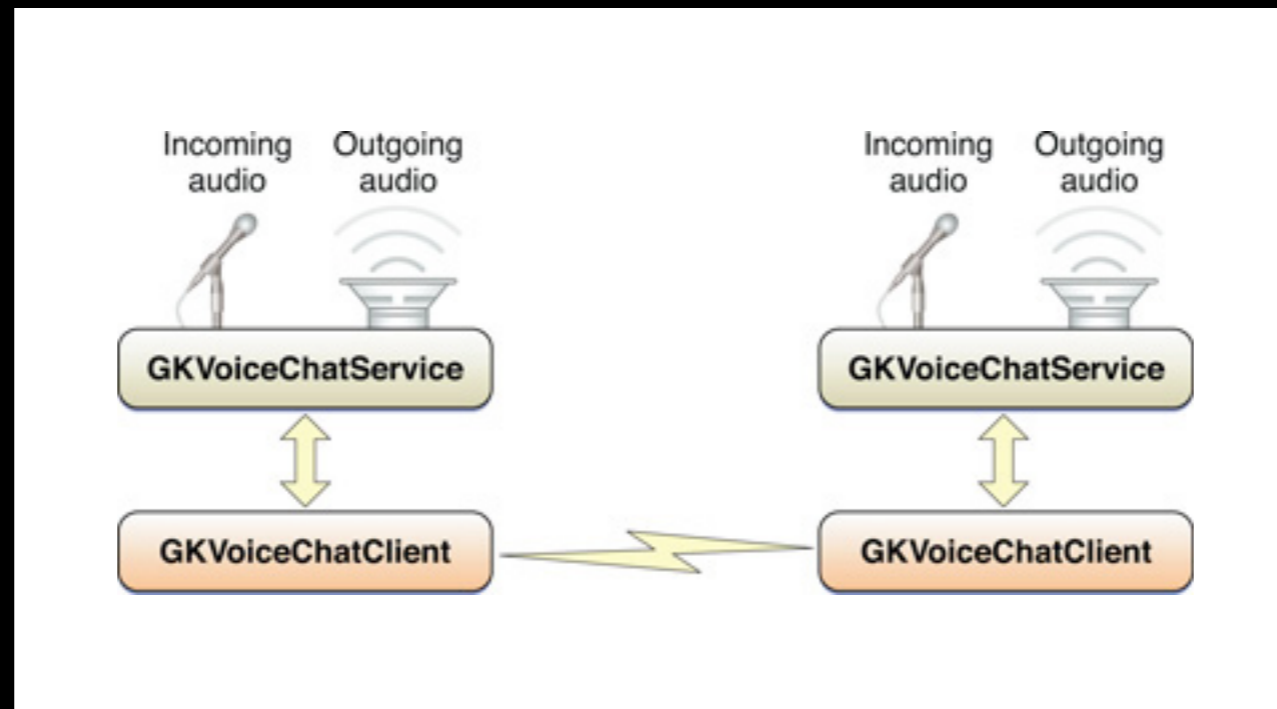 Incoming
audio
Outgoing
audio
Incoming
audio
Outgoing
audio
GKVoiceChatService
GKVoiceChatService
GKVoiceChatClient
GKVoiceChatClient